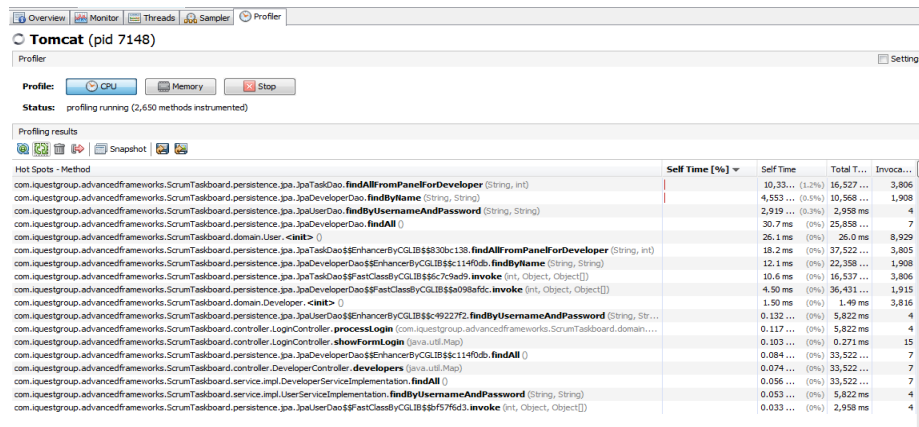 Overview Monitor Threads Sampler Profiler
Tomcat (pid 7148)
Profiler Setting
Profile: CPU Memory Stop
Status: profiling running (2,650 methods instrumented)
Profiling results
Snapshot
Hot Spots - Method Self Time [%] Self Time Total T... Invoca...
com.iquestgroup.advancedframeworks.ScrumTaskboard.persistence.jpa.JpaTaskDao.findAllFromPanelForDeveloper (String, int) 10,33... (1.2%) 16,527 ... 3,806
com.iquestgroup.advancedframeworks.ScrumTaskboard.persistence.jpa.JpaDeveloperDao.findByName (String, String) 4,553 ... (0.5%) 10,568 ... 1,908
com.iquestgroup.advancedframeworks.ScrumTaskboard.persistence.jpa.JpaUserDao.findByUsernameAndPassword (String, String) 2,919 ... (0.3%) 2,958 ms 4
com.iquestgroup.advancedframeworks.ScrumTaskboard.persistence.jpa.JpaDeveloperDao.findAll () 30.7 ms (0%) 25,858 ... 7
com.iquestgroup.advancedframeworks.ScrumTaskboard.domain.User.<init> () 26.1 ms (0%) 26.0 ms 8,929
com.iquestgroup.advancedframeworks.ScrumTaskboard.persistence.jpa.JpaTaskDao$$EnhancerByCGLIB$$830bc138.findAllFromPanelForDeveloper (String, int) 18.2 ms (0%) 37,522 ... 3,805
com.iquestgroup.advancedframeworks.ScrumTaskboard.persistence.jpa.JpaDeveloperDao$$EnhancerByCGLIB$$c114f0db.findByName (String, String) 12.1 ms (0%) 22,358 ... 1,908
com.iquestgroup.advancedframeworks.ScrumTaskboard.persistence.jpa.JpaTaskDao$$FastClassByCGLIB$$6c7c9ad9.invoke (int, Object, Object[]) 10.6 ms (0%) 16,537 ... 3,806
com.iquestgroup.advancedframeworks.ScrumTaskboard.persistence.jpa.JpaDeveloperDao$$FastClassByCGLIB$$a098afdc.invoke (int, Object, Object[]) 4.50 ms (0%) 36,431 ... 1,915
com.iquestgroup.advancedframeworks.ScrumTaskboard.domain.Developer.<init> () 1.50 ms (0%) 1.49 ms 3,816
com.iquestgroup.advancedframeworks.ScrumTaskboard.persistence.jpa.JpaUserDao$$EnhancerByCGLIB$$c49227f2.findByUsernameAndPassword (String, Str... 0.132 ... (0%) 5,822 ms 4
com.iquestgroup.advancedframeworks.ScrumTaskboard.controller.LoginController.processLogin (com.iquestgroup.advancedframeworks.ScrumTaskboard.domain.... 0.117 ... (0%) 5,822 ms 4
com.iquestgroup.advancedframeworks.ScrumTaskboard.controller.LoginController.showFormLogin (java.util.Map) 0.103 ... (0%) 0.271 ms 15
com.iquestgroup.advancedframeworks.ScrumTaskboard.persistence.jpa.JpaDeveloperDao$$EnhancerByCGLIB$$c114f0db.findAll () 0.084 ... (0%) 33,522 ... 7
com.iquestgroup.advancedframeworks.ScrumTaskboard.controller.DeveloperController.developers (java.util.Map) 0.074 ... (0%) 33,522 ... 7
com.iquestgroup.advancedframeworks.ScrumTaskboard.service.impl.DeveloperServiceImplementation.findAll () 0.056 ... (0%) 33,522 ... 7
com.iquestgroup.advancedframeworks.ScrumTaskboard.service.impl.UserServiceImplementation.findByUsernameAndPassword (String, String) 0.053 ... (0%) 5,822 ms 4
com.iquestgroup.advancedframeworks.ScrumTaskboard.persistence.jpa.JpaUserDao$$FastClassByCGLIB$$bf57f6d3.invoke (int, Object, Object[]) 0.033 ... (0%) 2,958 ms 4